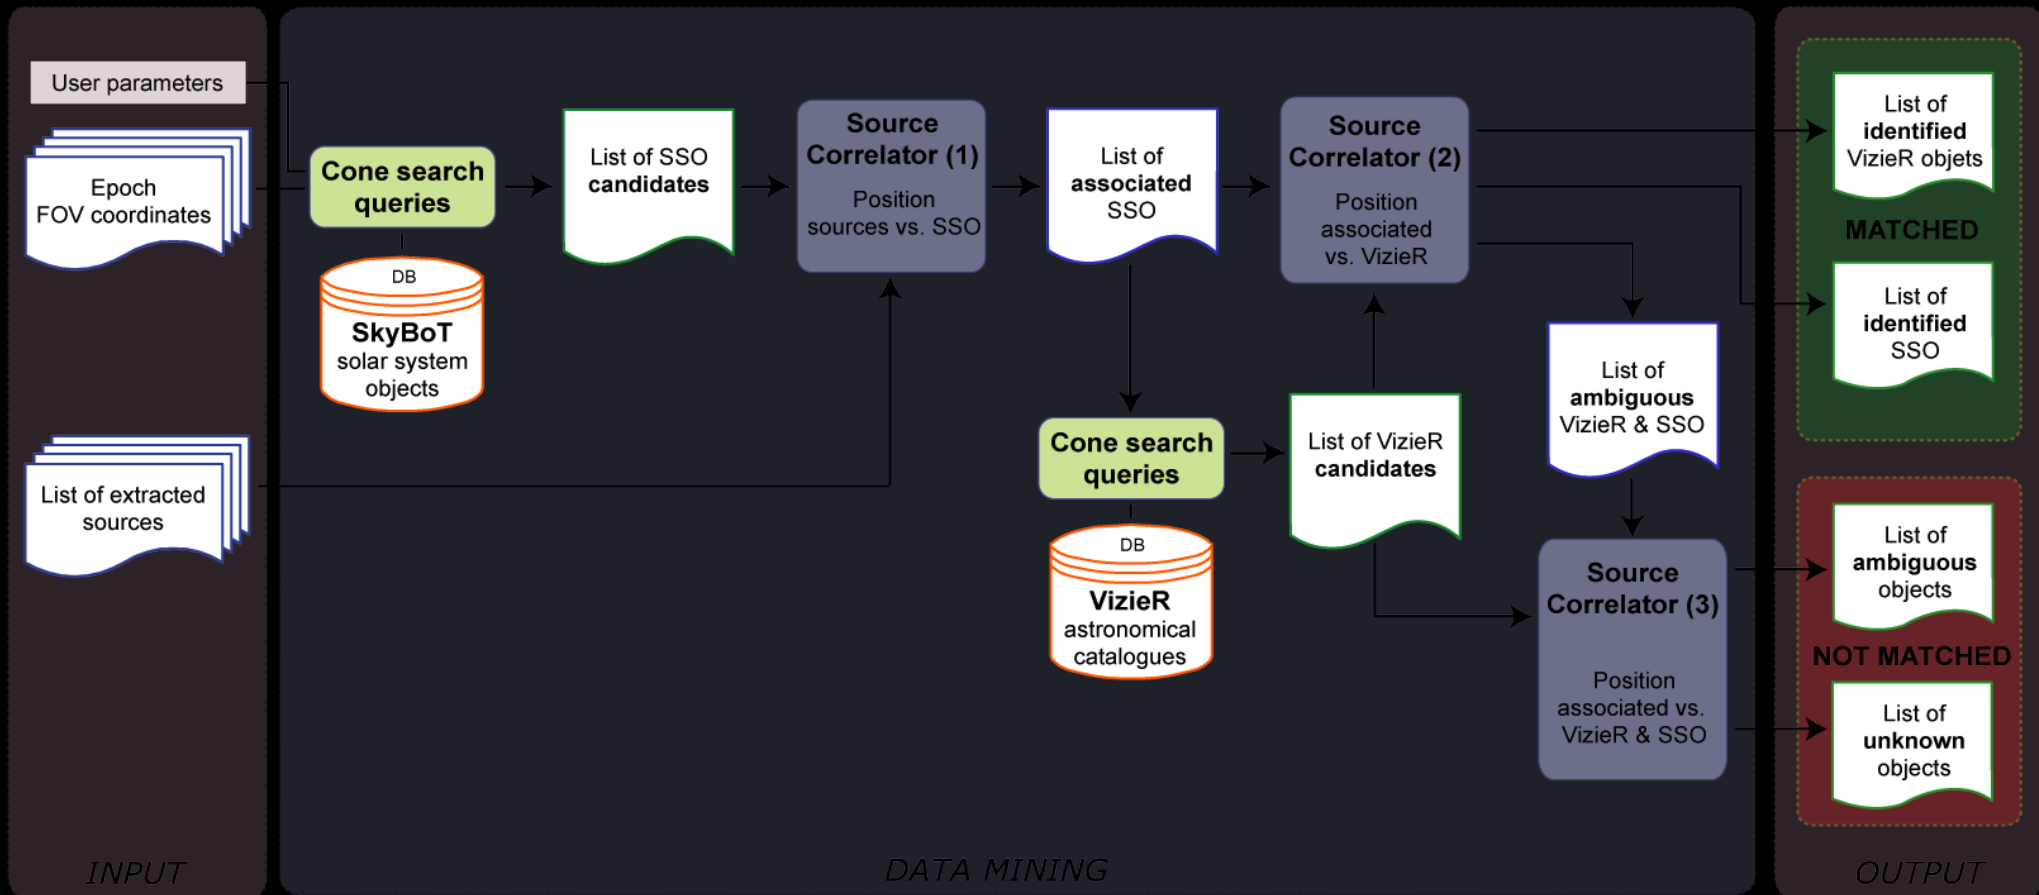 User parameters
Epoch
FOV coordinates
List of extracted
sources
INPUT
Cone search
queries
DB
SkyBoT
solar system
objects
List of SSO
candidates
Source
Correlator (1)
Position
sources vs. SSO
List of
associated
SSO
Cone search
queries
DB
VizieR
astronomical
catalogues
Source
Correlator (2)
Position
associated
vs. VizieR
List of VizieR
candidates
List of
ambiguous
VizieR & SSO
Source
Correlator (3)
Position
associated vs.
VizieR & SSO
DATA MINING
List of
identified
VizieR objets
MATCHED
List of
identified
SSO
List of
ambiguous
objects
NOT MATCHED
List of
unknown
objects
OUTPUT